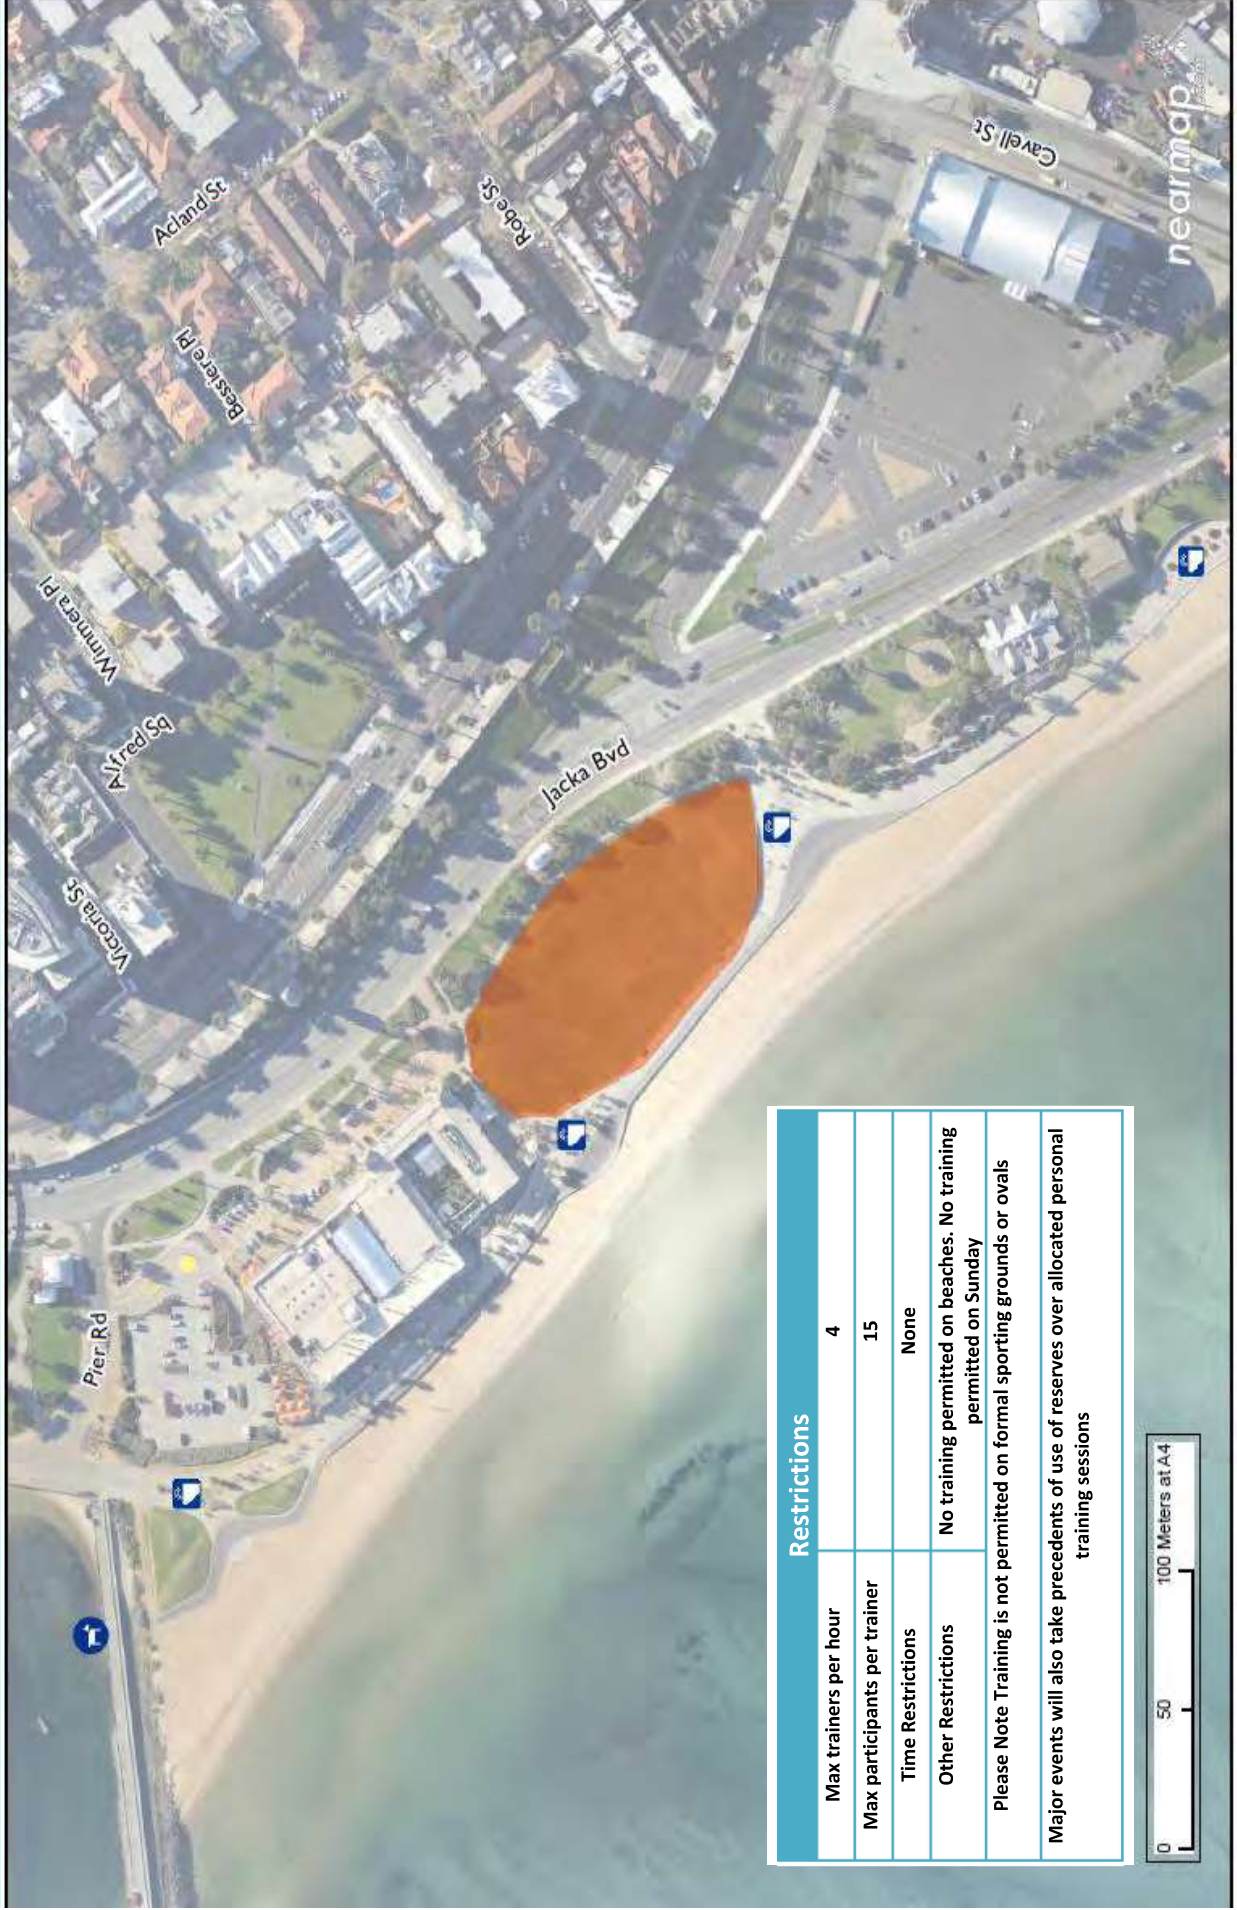 Pier Rd
Victoria St
Alfred Sq
Wimmera Pl
Bessiere Pl
Acland St
Robe St
Jacka Bvd
Cavell St
nearmap
.com
Restrictions
Max trainers per hour 4
Max participants per trainer 15
Time Restrictions None
Other Restrictions No training permitted on beaches. No training
permitted on Sunday
Please Note Training is not permitted on formal sporting grounds or ovals
Major events will also take precedents of use of reserves over allocated personal
training sessions
0 50 100 Meters at A4